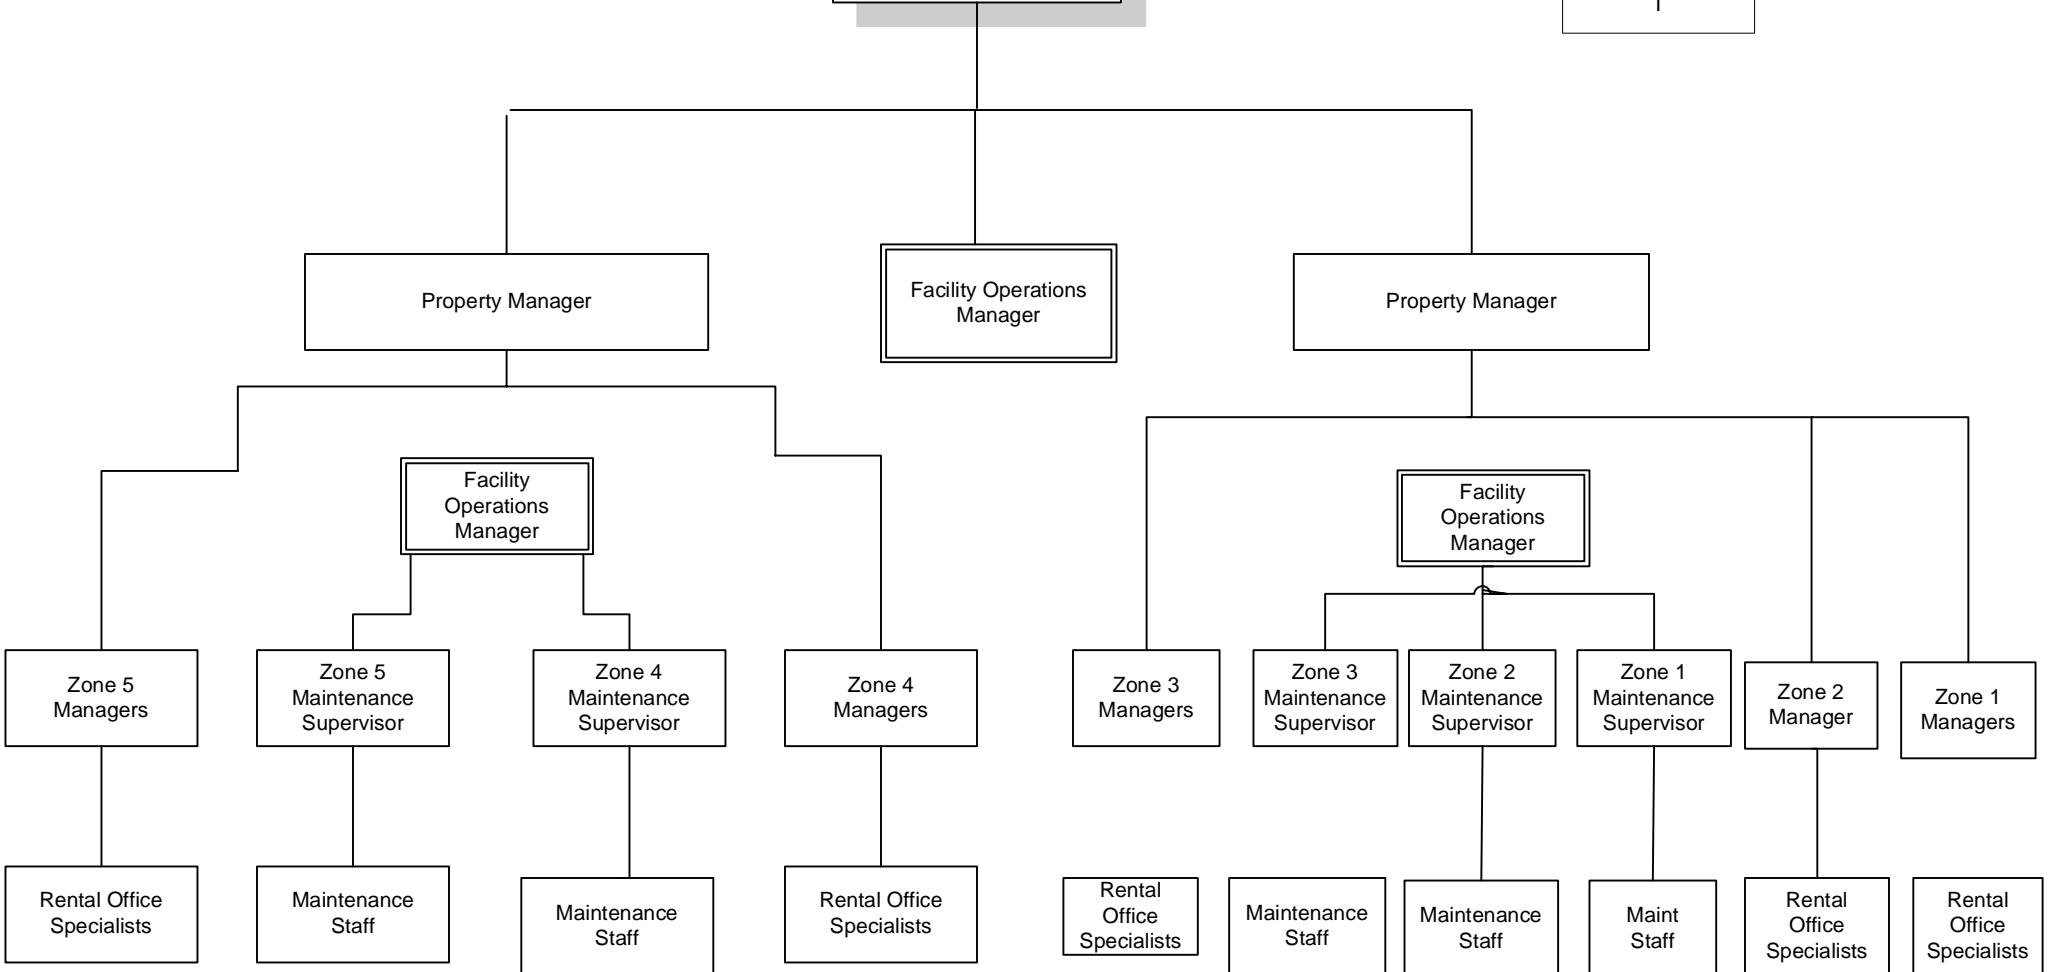 Property Manager
Facility Operations
Manager
Property Manager
Facility
Operations
Manager
Facility
Operations
Manager
Zone 5
Managers
Zone 5
Maintenance
Supervisor
Zone 4
Maintenance
Supervisor
Zone 4
Managers
Zone 3
Managers
Zone 3
Maintenance
Supervisor
Zone 2
Maintenance
Supervisor
Zone 1
Maintenance
Supervisor
Zone 2
Manager
Zone 1
Managers
Rental Office
Specialists
Maintenance
Staff
Maintenance
Staff
Rental Office
Specialists
Rental
Office
Specialists
Maintenance
Staff
Maintenance
Staff
Maint
Staff
Rental
Office
Specialists
Rental
Office
Specialists